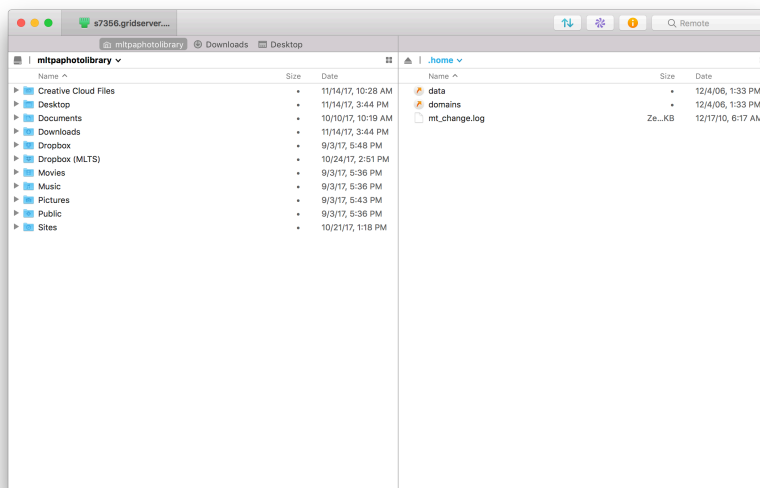 s7356.gridserver....
Remote
mltpaphotolibrary Downloads Desktop
mltpaphotolibrary .home
Name Size Date Name Size Date
Creative Cloud Files • 11/14/17, 10:28 AM data • 12/4/06, 1:33 PM
Desktop • 11/14/17, 3:44 PM domains • 12/4/06, 1:33 PM
Documents • 10/10/17, 10:19 AM mt_change.log Ze...KB 12/17/10, 6:17 AM
Downloads • 11/14/17, 3:44 PM
Dropbox • 9/3/17, 5:48 PM
Dropbox (MLTS) • 10/24/17, 2:51 PM
Movies • 9/3/17, 5:36 PM
Music • 9/3/17, 5:36 PM
Pictures • 9/3/17, 5:43 PM
Public • 9/3/17, 5:36 PM
Sites • 10/21/17, 1:18 PM